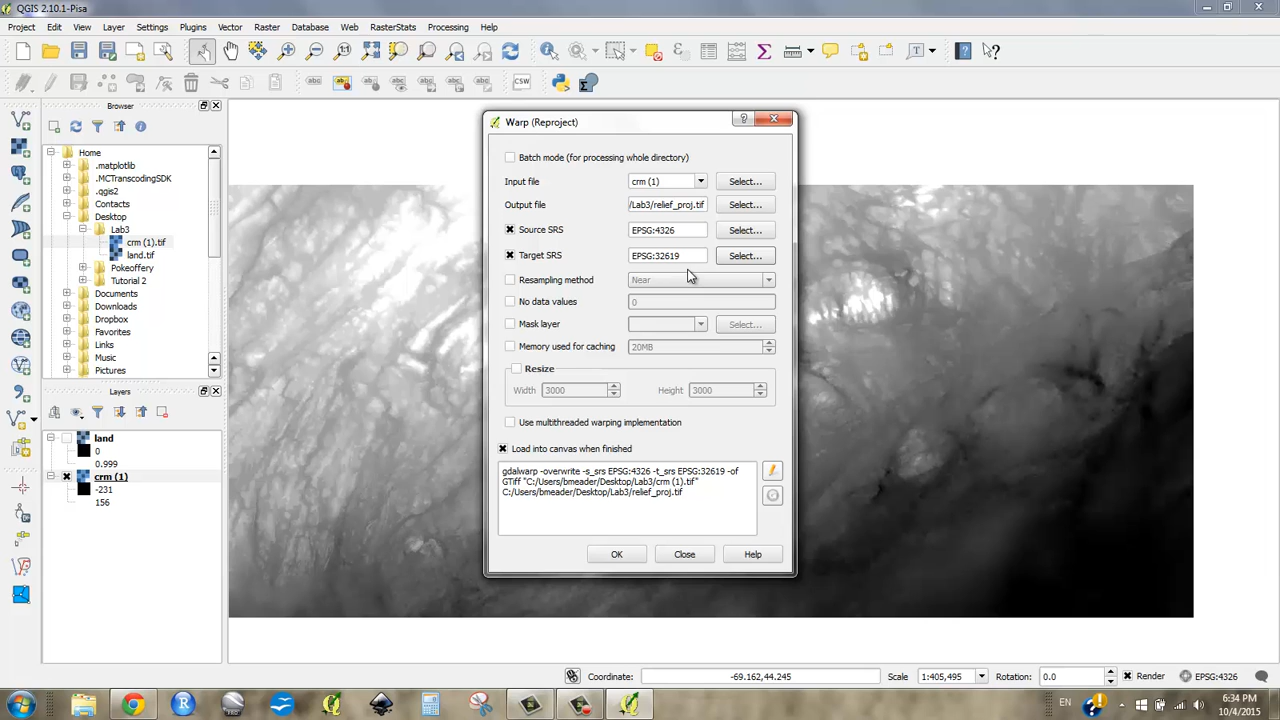 QGIS 2.10.1-Pisa
Project Edit View Layer Settings Plugins Vector Raster Database Web RasterStats Processing Help
abc abc abc abc abc abc abc CSW
Browser
Home
.matplotlib
.MCTranscodingSDK
.qgis2
Contacts
Desktop
Lab3
crm (1).tif
land.tif
Pokeoffery
Tutorial 2
Documents
Downloads
Dropbox
Favorites
Links
Music
Pictures
Layers
land
0
0.999
crm (1)
-231
156
Warp (Reproject)
Batch mode (for processing whole directory)
Input file crm (1) Select...
Output file /Lab3/relief_proj.tif Select...
Source SRS EPSG:4326 Select...
Target SRS EPSG:32619 Select...
Resampling method Near
No data values 0
Mask layer Select...
Memory used for caching 20MB
Resize
Width 3000 Height 3000
Use multithreaded warping implementation
Load into canvas when finished
gdalwarp -overwrite -s_srs EPSG:4326 -t_srs EPSG:32619 -of
GTiff "C:/Users/bmeader/Desktop/Lab3/crm (1).tif"
C:/Users/bmeader/Desktop/Lab3/relief_proj.tif
OK Close Help
Coordinate: -69.162,44.245 Scale 1:405,495 Rotation: 0.0 Render EPSG:4326
EN 6:34 PM
10/4/2015